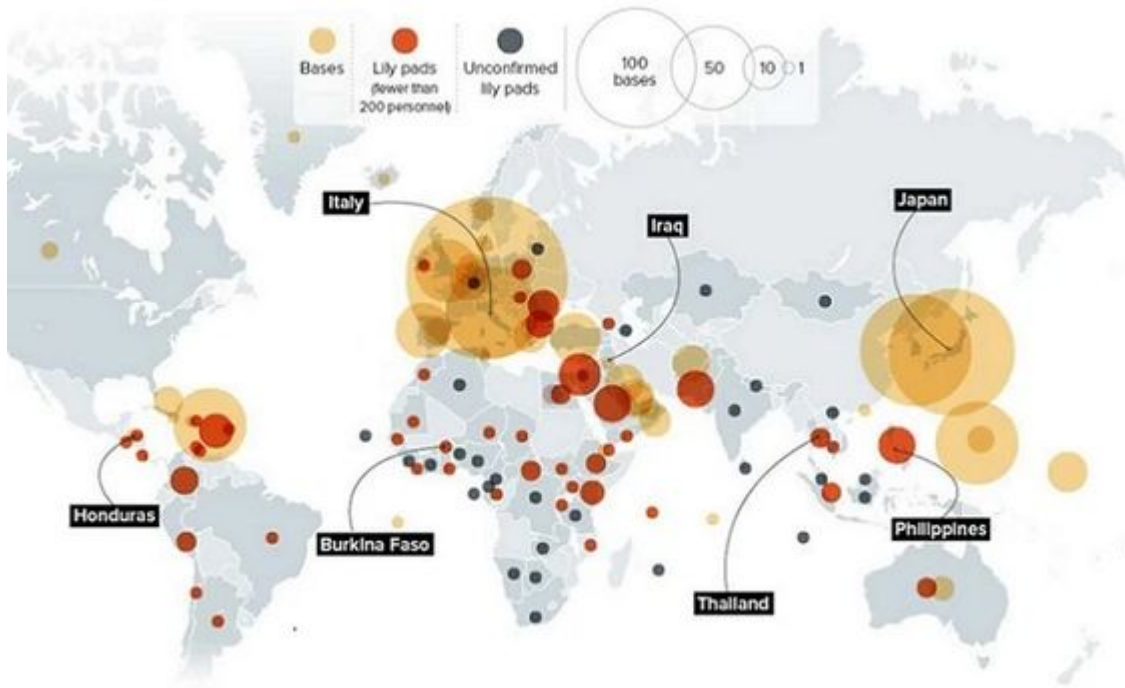 Bases
Lily pads
(fewer than
200 personnel)
Unconfirmed
lily pads
100
bases
50
10
1
Italy
Japan
Iraq
Honduras
Burkina Faso
Philippines
Thailand